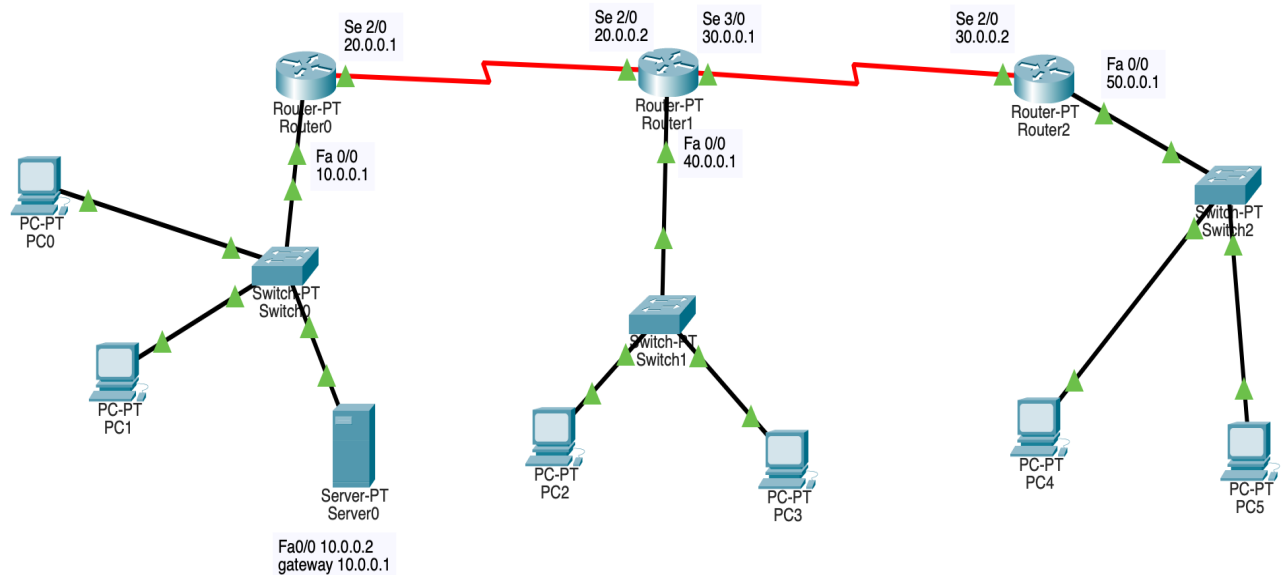 Se 2/0
20.0.0.1
Se 2/0
20.0.0.2
Se 3/0
30.0.0.1
Se 2/0
30.0.0.2
Fa 0/0
50.0.0.1
Router-PT
Router0
Router-PT
Router1
Router-PT
Router2
Fa 0/0
10.0.0.1
Fa 0/0
40.0.0.1
PC-PT
PC0
Switch-PT
Switch2
Switch-PT
Switch0
Switch-PT
Switch1
PC-PT
PC1
PC-PT
PC2
PC-PT
PC3
PC-PT
PC4
PC-PT
PC5
Server-PT
Server0
Fa0/0 10.0.0.2
gateway 10.0.0.1